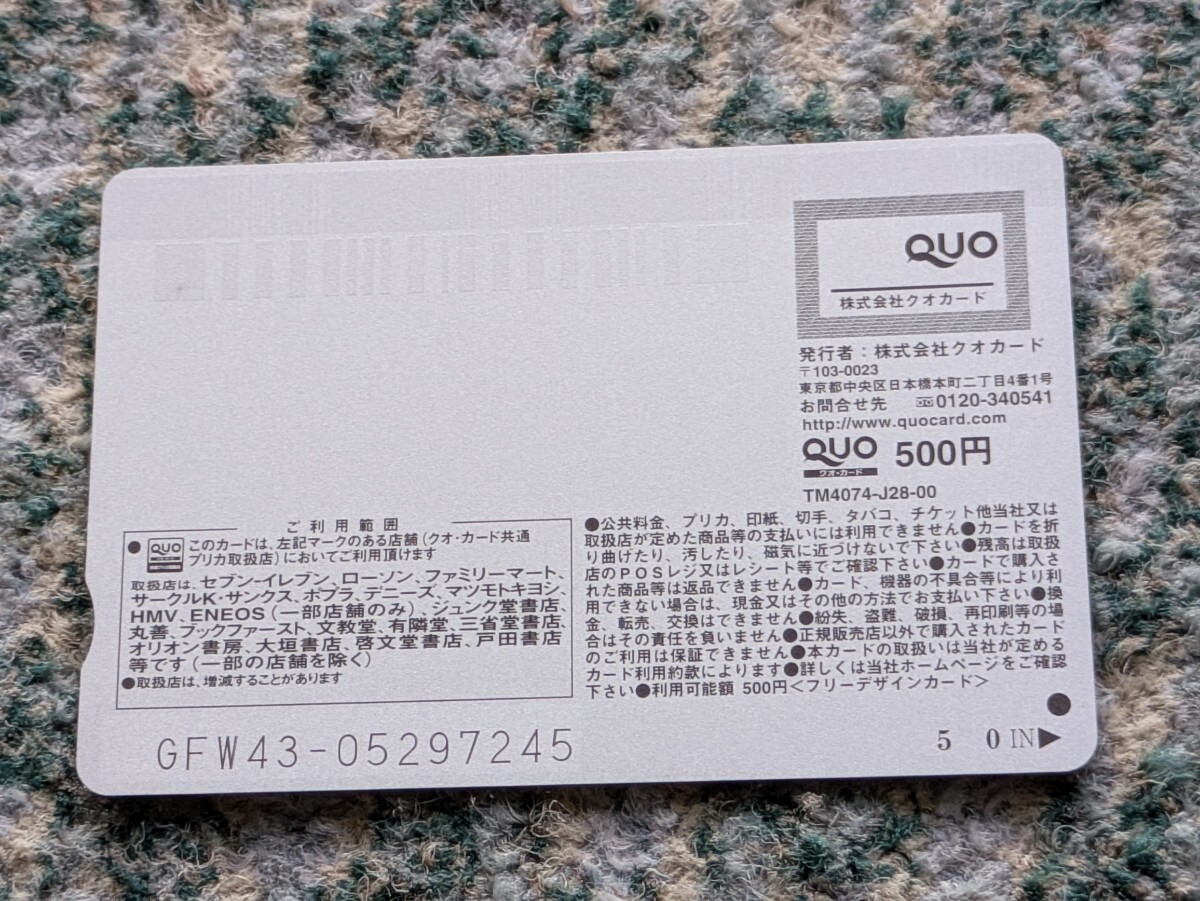 QUO
株式会社クオカード
発行者：株式会社クオカード
〒103-0023
東京都中央区日本橋本町二丁目4番1号
お問合せ先 0120-340541
http://www.quocard.com
QUO 500円
クオ・カード
TM4074-J28-00
ご利用範囲
●QUO このカードは、左記マークのある店舗（クオ・カード共通
プリカ取扱店）においてご利用頂けます
取扱店は、セブン-イレブン、ローソン、ファミリーマート、
サークルK・サンクス、ポプラ、デニーズ、マツモトキヨシ、
HMV、ENEOS（一部店舗のみ）、ジュンク堂書店、
丸善、ブックファースト、文教堂、有隣堂、三省堂書店、
オリオン書房、大垣書店、啓文堂書店、戸田書店
等です（一部の店舗を除く）
●取扱店は、増減することがあります
●公共料金、プリカ、印紙、切手、タバコ、チケット他当社又は
取扱店が定めた商品等の支払いには利用できません●カードを折
り曲げたり、汚したり、磁気に近づけないで下さい●残高は取扱
店のPOSレジ又はレシート等でご確認下さい●カードで購入さ
れた商品等は返品できません●カード、機器の不具合等により利
用できない場合は、現金又はその他の方法でお支払い下さい●換
金、転売、交換はできません●紛失、盗難、破損、再印刷等の場
合はその責任を負いません●正規販売店以外で購入されたカード
のご利用は保証できません●本カードの取扱いは当社が定める
カード利用約款によります●詳しくは当社ホームページをご確認
下さい●利用可能額 500円＜フリーデザインカード＞
GFW43-05297245
5 0 IN▶